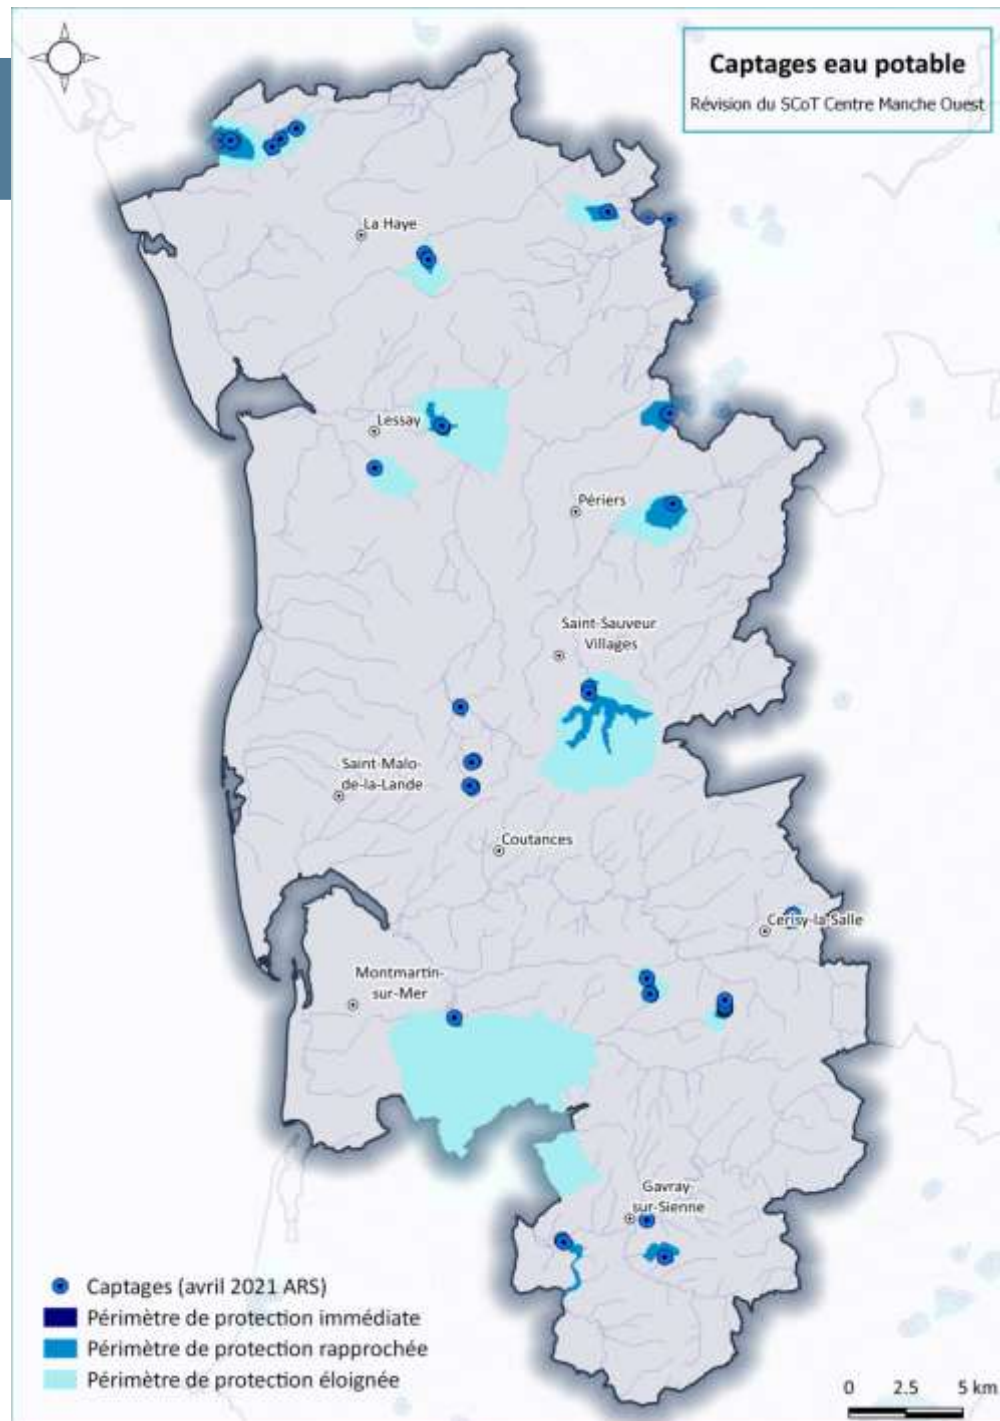 Captages eau potable
Révision du SCoT Centre Manche Ouest
La Haye
Lessay
Périers
Saint-Sauveur
Villages
Saint-Malo-
de-la-Lande
Coutances
Cerisy-la-Salle
Montmartin-
sur-Mer
Gavray-
sur-Sienne
Captages (avril 2021 ARS)
Périmètre de protection immédiate
Périmètre de protection rapprochée
Périmètre de protection éloignée
0 2.5 5 km